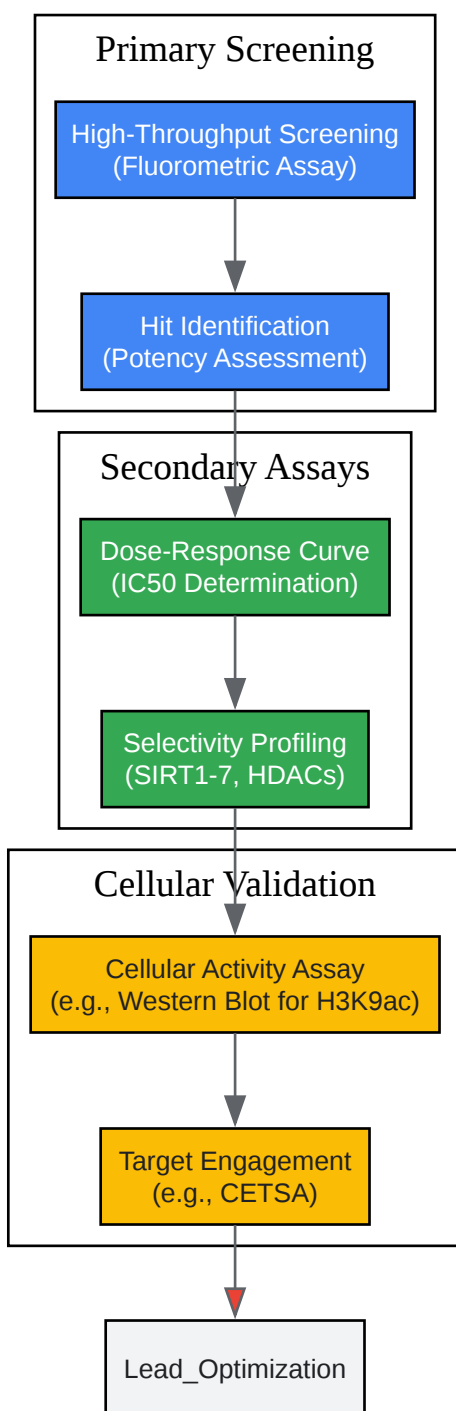 Primary Screening
High-Throughput Screening
(Fluorometric Assay)
Hit Identification
(Potency Assessment)
Secondary Assays
Dose-Response Curve
(IC50 Determination)
Selectivity Profiling
(SIRT1-7, HDACs)
Cellular Validation
Cellular Activity Assay
(e.g., Western Blot for H3K9ac)
Target Engagement
(e.g., CETSA)
Lead_Optimization